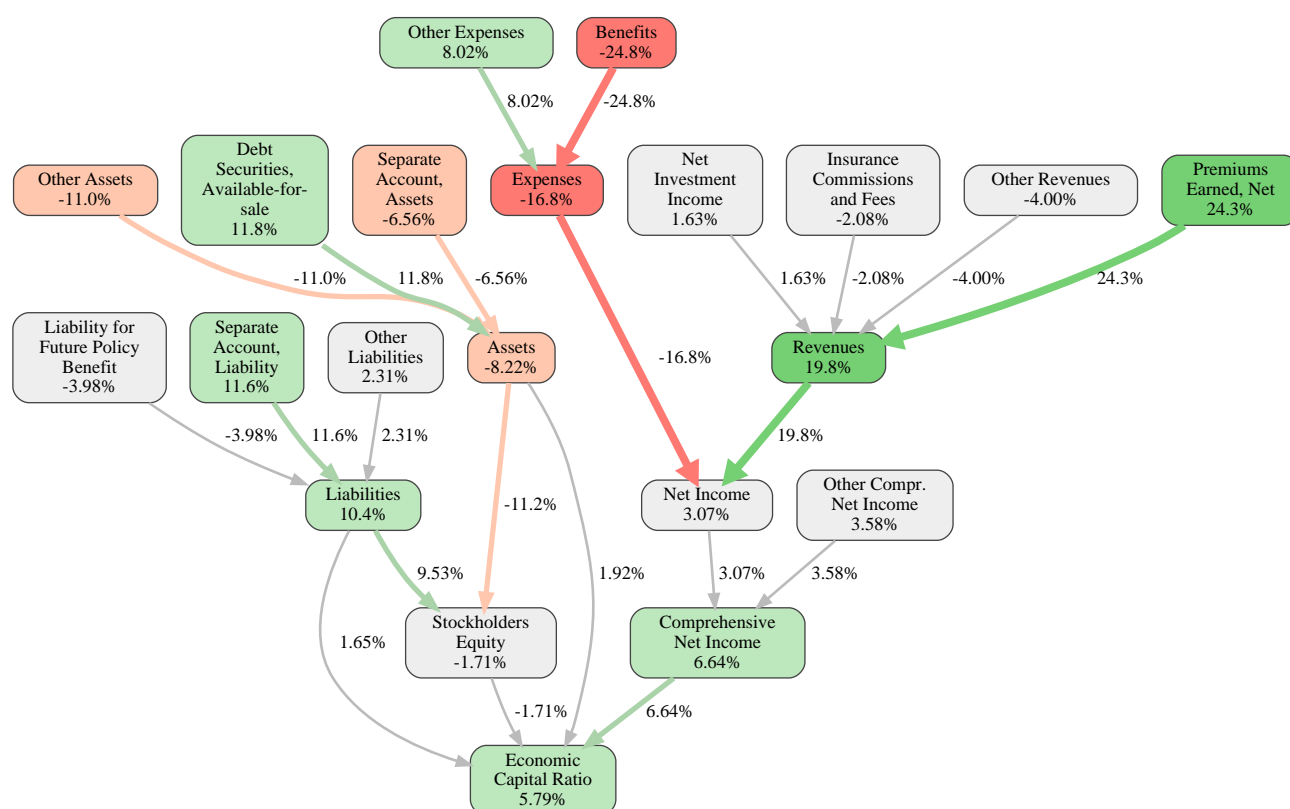 Other Expenses
8.02%
Benefits
-24.8%
8.02%
-24.8%
Other Assets
-11.0%
Debt
Securities,
Available-for-
sale
11.8%
Separate
Account,
Assets
-6.56%
Expenses
-16.8%
Net
Investment
Income
1.63%
Insurance
Commissions
and Fees
-2.08%
Other Revenues
-4.00%
Premiums
Earned, Net
24.3%
-11.0%
11.8%
-6.56%
1.63%
-2.08%
-4.00%
24.3%
Liability for
Future Policy
Benefit
-3.98%
Separate
Account,
Liability
11.6%
Other
Liabilities
2.31%
Assets
-8.22%
-16.8%
Revenues
19.8%
-3.98%
11.6%
2.31%
19.8%
Liabilities
10.4%
-11.2%
Net Income
3.07%
Other Compr.
Net Income
3.58%
9.53%
1.92%
3.07%
3.58%
1.65%
Stockholders
Equity
-1.71%
Comprehensive
Net Income
6.64%
-1.71%
6.64%
Economic
Capital Ratio
5.79%